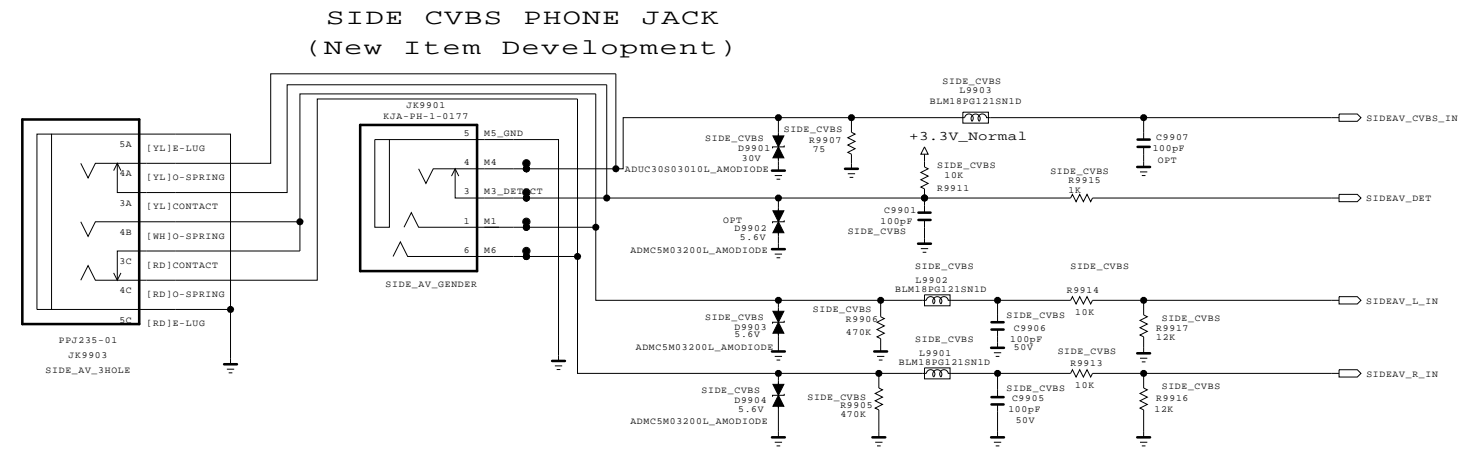 SIDE CVBS PHONE JACK
(New Item Development)
5A [YL]E-LUG
4A [YL]O-SPRING
3A [YL]CONTACT
4B [WH]O-SPRING
3C [RD]CONTACT
4C [RD]O-SPRING
5C [RD]E-LUG
PPJ235-01
JK9903
SIDE_AV_3HOLE
JK9901
KJA-PH-1-0177
5 M5_GND
4 M4
3 M3_DETECT
1 M1
6 M6
SIDE_AV_GENDER
SIDE_CVBS
D9901
30V
ADUC30S03010L_AMODIODE
SIDE_CVBS
R9907
75
SIDE_CVBS
L9903
BLM18PG121SN1D
C9907
100pF
OPT
SIDEAV_CVBS_IN
+3.3V_Normal
SIDE_CVBS
10K
R9911
SIDE_CVBS
R9915
1K
SIDEAV_DET
OPT
D9902
5.6V
ADMC5M03200L_AMODIODE
C9901
100pF
SIDE_CVBS
SIDE_CVBS
D9903
5.6V
ADMC5M03200L_AMODIODE
SIDE_CVBS
R9906
470K
SIDE_CVBS
L9902
BLM18PG121SN1D
SIDE_CVBS
C9906
100pF
50V
SIDE_CVBS
R9914
10K
SIDE_CVBS
R9917
12K
SIDEAV_L_IN
SIDE_CVBS
D9904
5.6V
ADMC5M03200L_AMODIODE
SIDE_CVBS
R9905
470K
SIDE_CVBS
L9901
BLM18PG121SN1D
SIDE_CVBS
C9905
100pF
50V
SIDE_CVBS
R9913
10K
SIDE_CVBS
R9916
12K
SIDEAV_R_IN